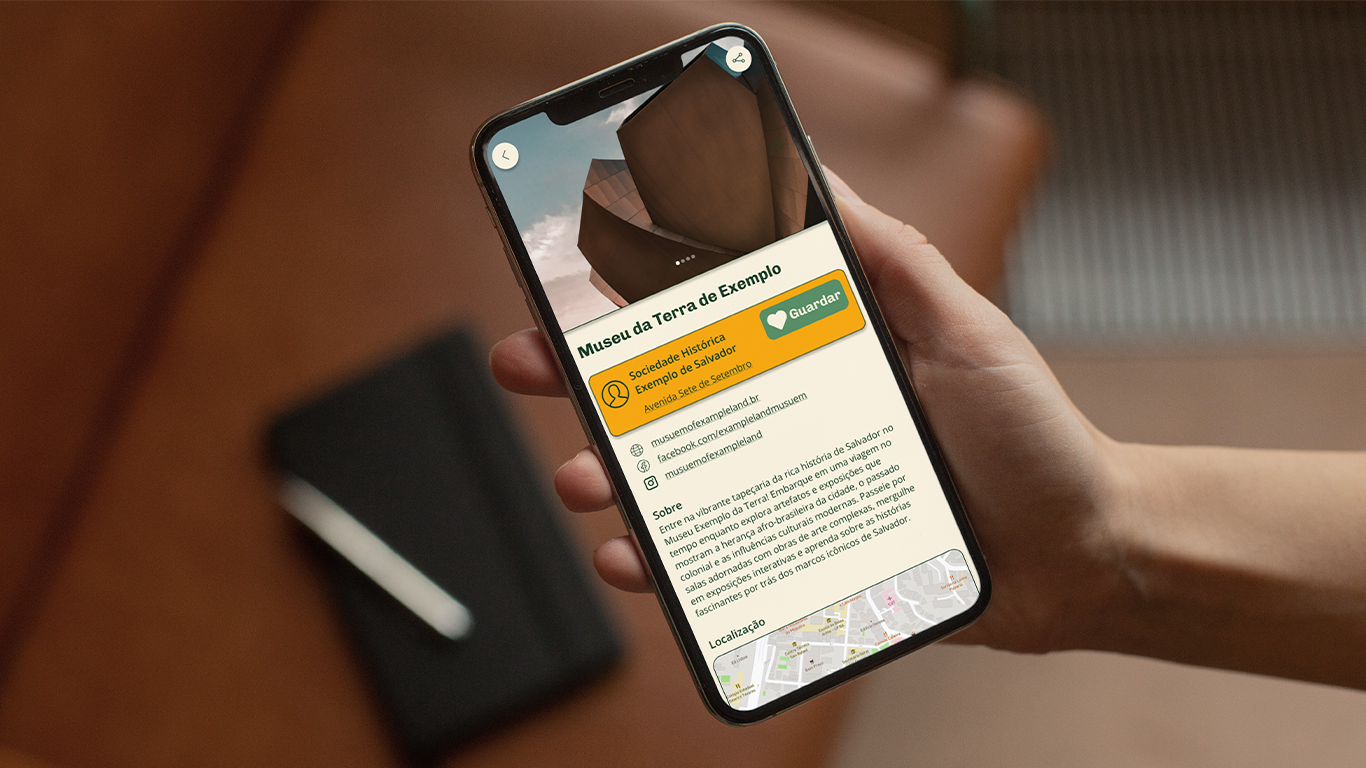 Museu da Terra de Exemplo
Sociedade Histórica
Exemplo de Salvador
Avenida Sete de Setembro
Guardar
musuemofexampleland.br
facebook.com/examplelandmusuem
musuemofexampleland
Sobre
Entre na vibrante tapeçaria da rica história de Salvador no
Museu Exemplo da Terra! Embarque em uma viagem no
tempo enquanto explora artefatos e exposições que
mostram a herança afro-brasileira da cidade, o passado
colonial e as influências culturais modernas. Passeie por
salas adornadas com obras de arte complexas, mergulhe
em exposições interativas e aprenda sobre as histórias
fascinantes por trás dos marcos icônicos de Salvador.
Localização